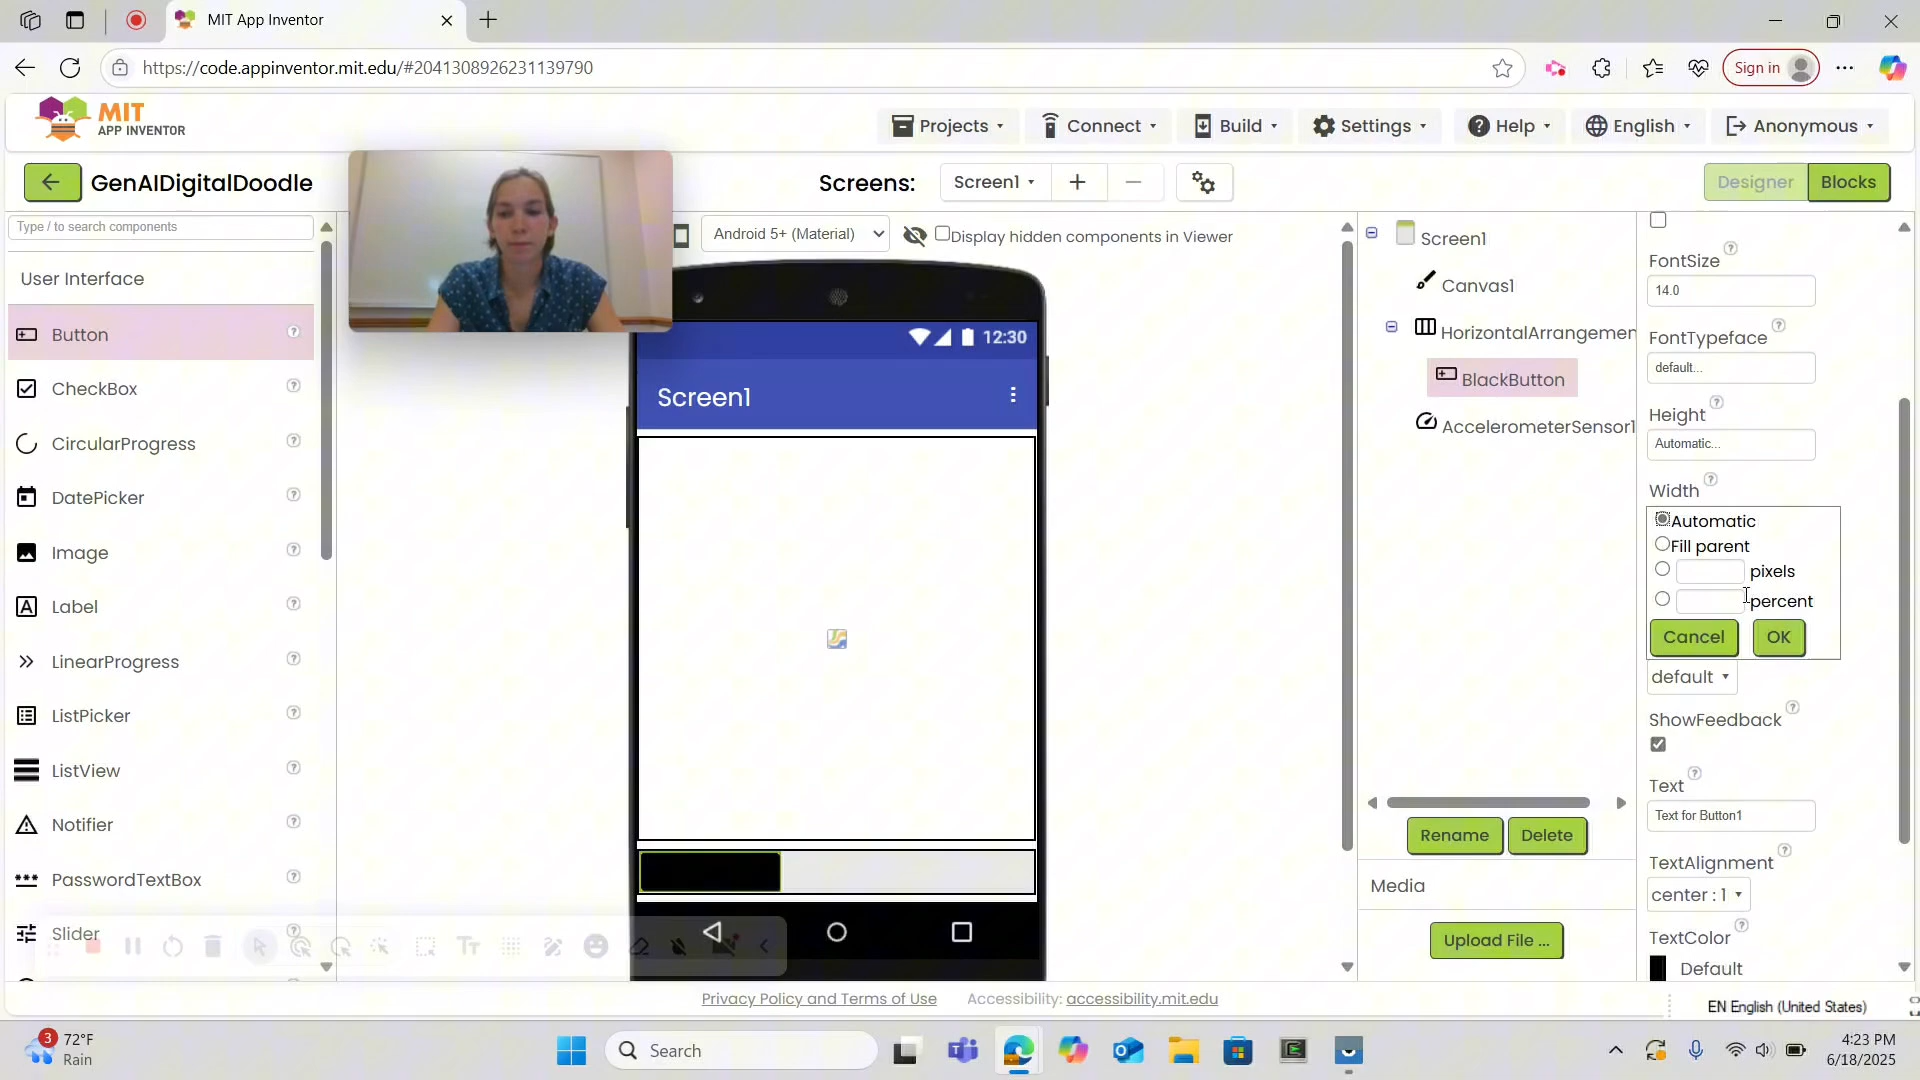 MIT App Inventor
https://code.appinventor.mit.edu/#2041308926231139790
Sign in
MIT
APP INVENTOR
Projects
Connect
Build
Settings
Help
English
Anonymous
GenAIDigitalDoodle
Screens:
Screen1
Designer
Blocks
Type / to search components
Android 5+ (Material)
Display hidden components in Viewer
User Interface
Button
CheckBox
CircularProgress
DatePicker
Image
Label
LinearProgress
ListPicker
ListView
Notifier
PasswordTextBox
Slider
12:30
Screen1
Screen1
Canvas1
HorizontalArrangemen
BlackButton
AccelerometerSensor1
Rename
Delete
Media
Upload File ...
FontSize
14.0
FontTypeface
default...
Height
Automatic...
Width
Automatic
Fill parent
pixels
percent
Cancel
OK
default
ShowFeedback
Text
Text for Button1
TextAlignment
center : 1
TextColor
Default
Privacy Policy and Terms of Use
Accessibility: accessibility.mit.edu
EN English (United States)
3
72°F
Rain
Search
4:23 PM
6/18/2025